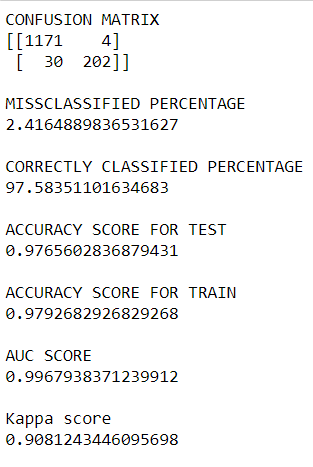 CONFUSION MATRIX
[[1171    4]
 [  30  202]]
MISSCLASSIFIED PERCENTAGE
2.4164889836531627
CORRECTLY CLASSIFIED PERCENTAGE
97.58351101634683
ACCURACY SCORE FOR TEST
0.9765602836879431
ACCURACY SCORE FOR TRAIN
0.9792682926829268
AUC SCORE
0.9967938371239912
Kappa score
0.9081243446095698